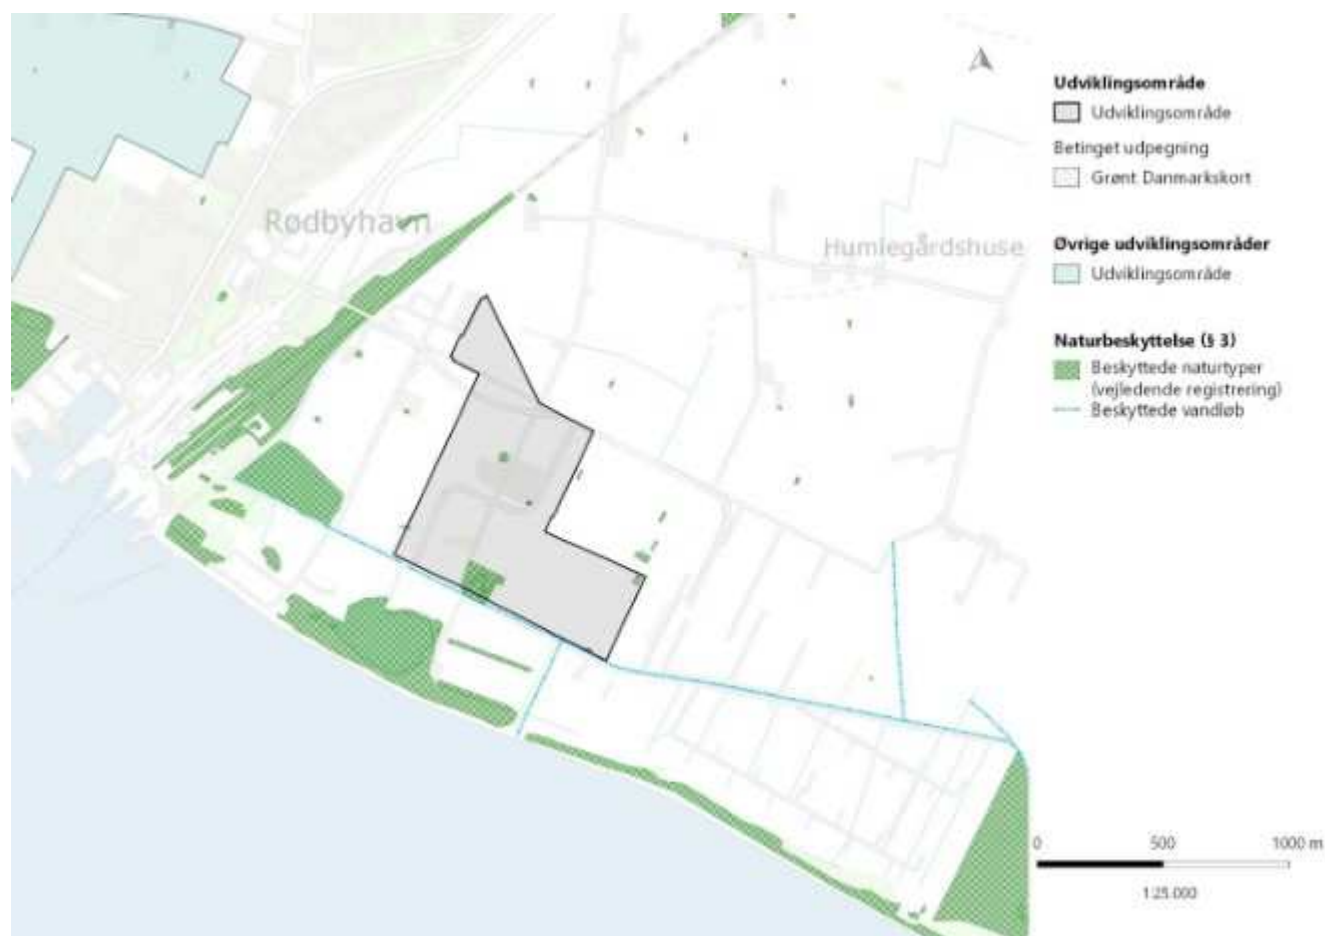 Rødbyhavn
Humlegårdshuse
Udviklingsområde
Udviklingsområde
Betinget udpegning
Grønt Danmarkskort
Øvrige udviklingsområder
Udviklingsområde
Naturbeskyttelse (§ 3)
Beskyttede naturtyper
(vejledende registrering)
Beskyttede vandløb
0 500 1000 m
1:25.000